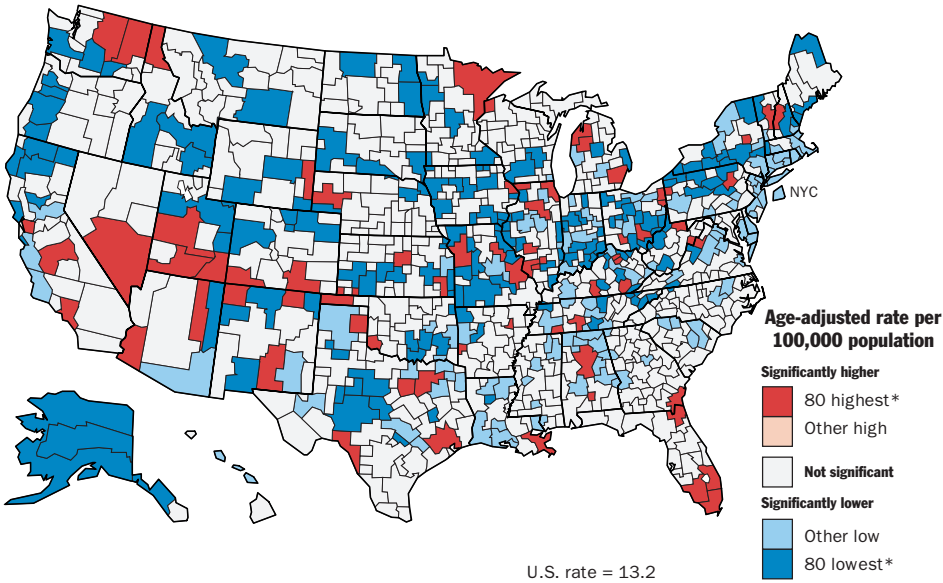 NYC
Age-adjusted rate per
100,000 population
Significantly higher
80 highest*
Other high
Not significant
Significantly lower
Other low
80 lowest*
U.S. rate = 13.2